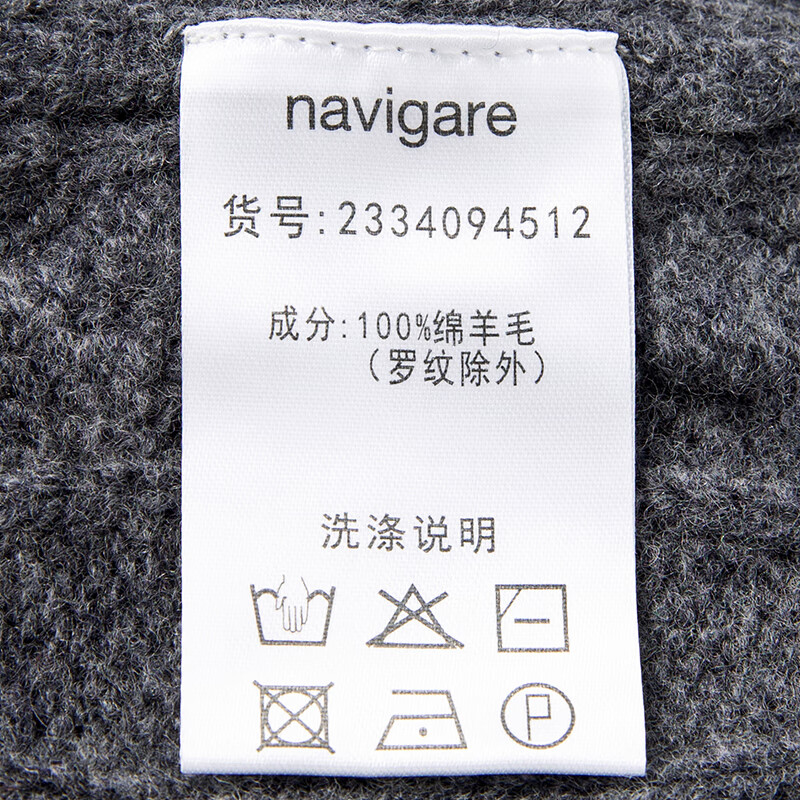 navigare
货号:2334094512
成分:100%绵羊毛
(罗纹除外)
洗涤说明
P